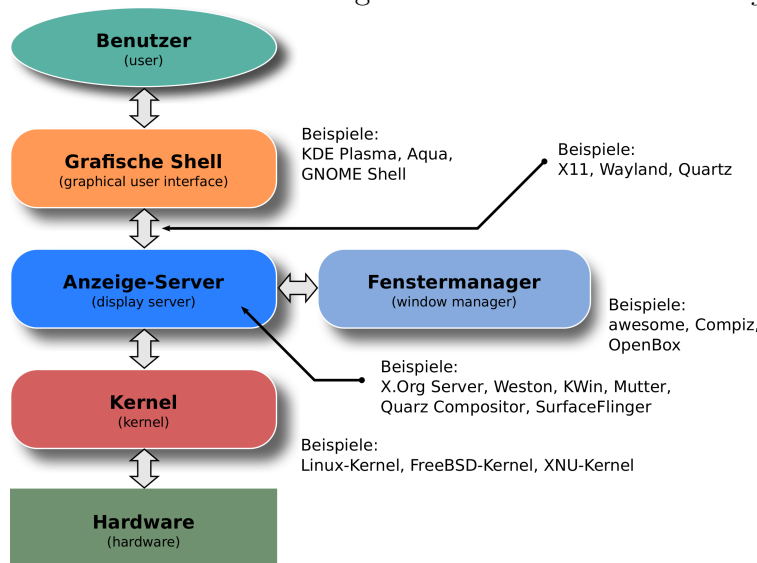 Benutzer
(user)
Grafische Shell
(graphical user interface)
Beispiele:
KDE Plasma, Aqua,
GNOME Shell
Beispiele:
X11, Wayland, Quartz
Anzeige-Server
(display server)
Fenstermanager
(window manager)
Beispiele:
awesome, Compiz,
OpenBox
Beispiele:
X.Org Server, Weston, KWin, Mutter,
Quarz Compositor, SurfaceFlinger
Kernel
(kernel)
Beispiele:
Linux-Kernel, FreeBSD-Kernel, XNU-Kernel
Hardware
(hardware)